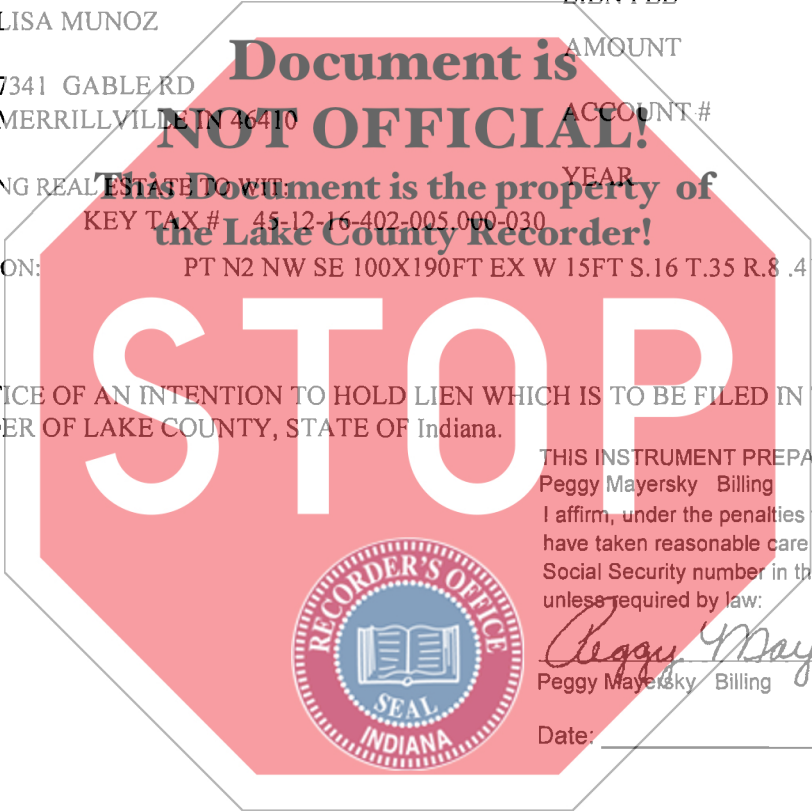 LIEN FEE
LISA MUNOZ
AMOUNT
Document is
7341 GABLE RD
MERRILLVILLE IN 46410
ACCOUNT #
NOT OFFICIAL!
YEAR
NG REAL ESTATE TO WIT:
This Document is the property of
KEY TAX # 45-12-16-402-005.000-030
the Lake County Recorder!
ON: PT N2 NW SE 100X190FT EX W 15FT S.16 T.35 R.8 .4
STOP
ICE OF AN INTENTION TO HOLD LIEN WHICH IS TO BE FILED IN
ER OF LAKE COUNTY, STATE OF Indiana.
THIS INSTRUMENT PREPA
Peggy Mayersky Billing
I affirm, under the penalties
have taken reasonable care
Social Security number in th
unless required by law:
Peggy May
Peggy Mayersky Billing
Date:
RECORDER'S OFFICE
SEAL
INDIANA